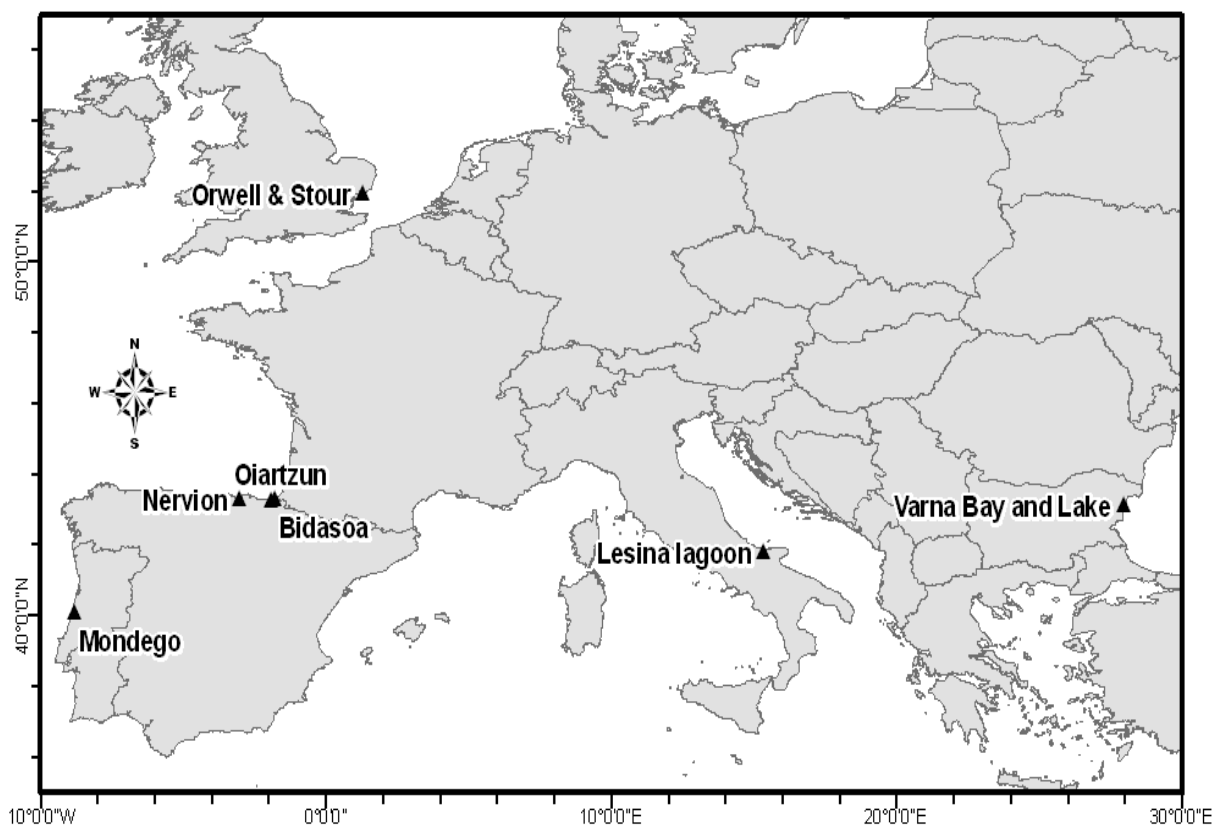 Orwell & Stour
50°0'0"N
N
W
E
S
Oiartzun
Nervion
Bidasoa
Varna Bay and Lake
Lesina lagoon
40°0'0"N
Mondego
10°0'0"W
0°0'0"
10°0'0"E
20°0'0"E
30°0'0"E